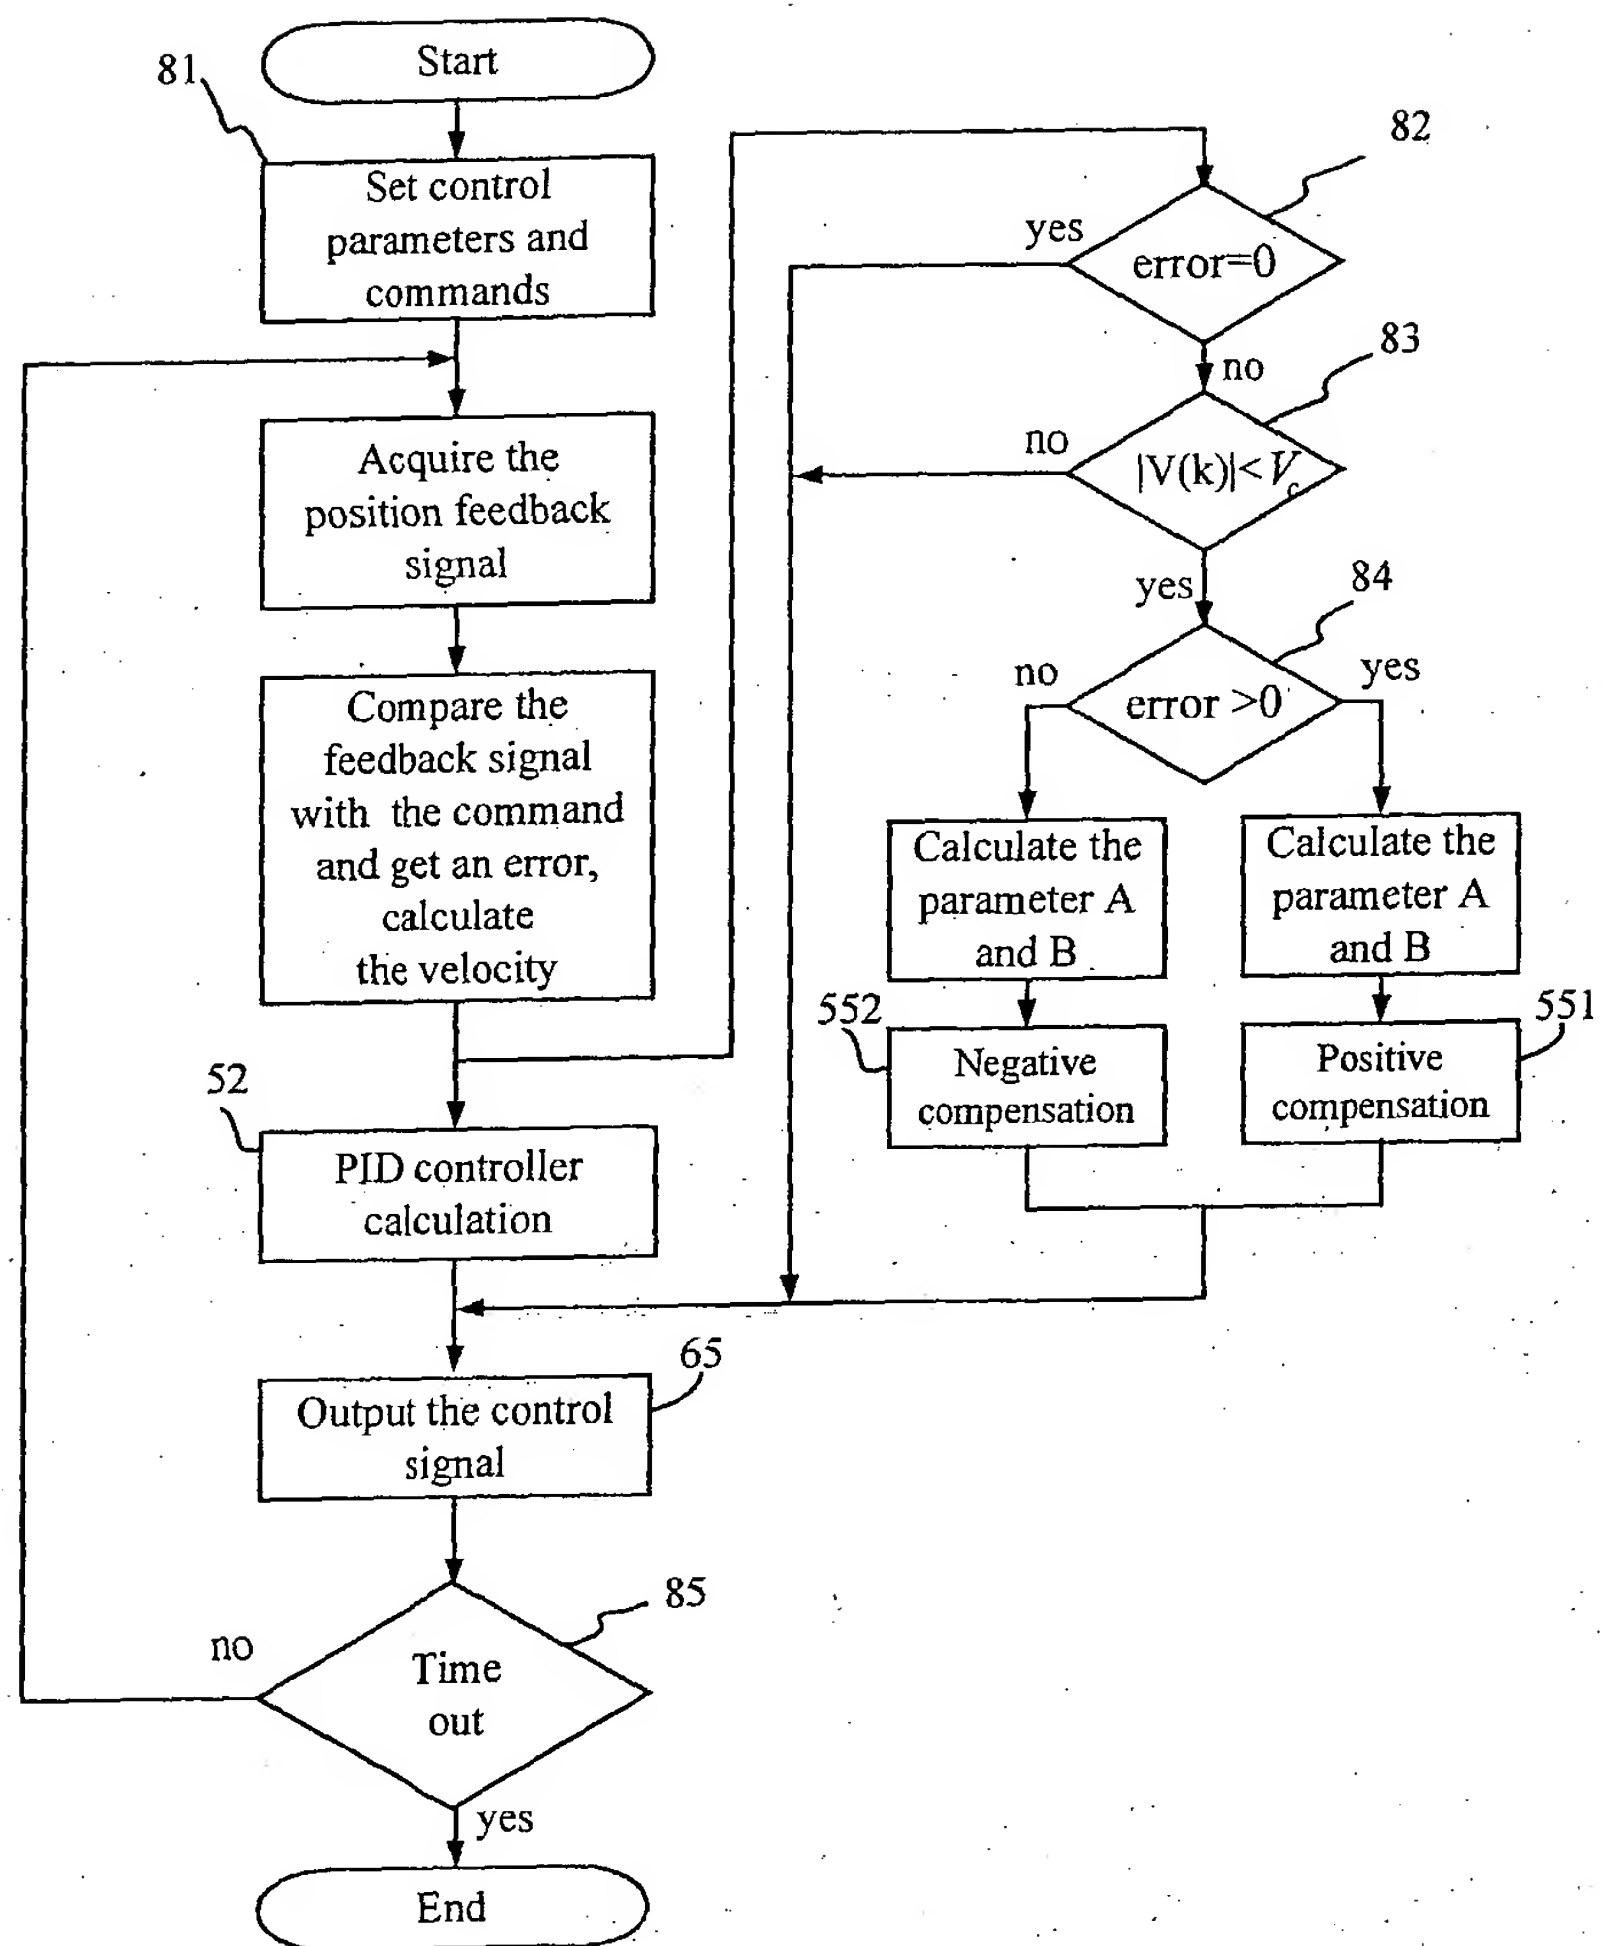 Start
81
Set control
parameters and
commands
Acquire the
position feedback
signal
Compare the
feedback signal
with the command
and get an error,
calculate
the velocity
52
PID controller
calculation
65
Output the control
signal
85
Time
out
no
yes
End
82
yes
error=0
no
83
no
|V(k)|< Vc
yes
84
no
yes
error >0
Calculate the
parameter A
and B
Calculate the
parameter A
and B
552
Negative
compensation
551
Positive
compensation